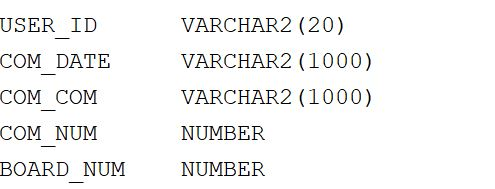 USER_ID VARCHAR2(20)
COM_DATE VARCHAR2(1000)
COM_COM VARCHAR2(1000)
COM_NUM NUMBER
BOARD_NUM NUMBER